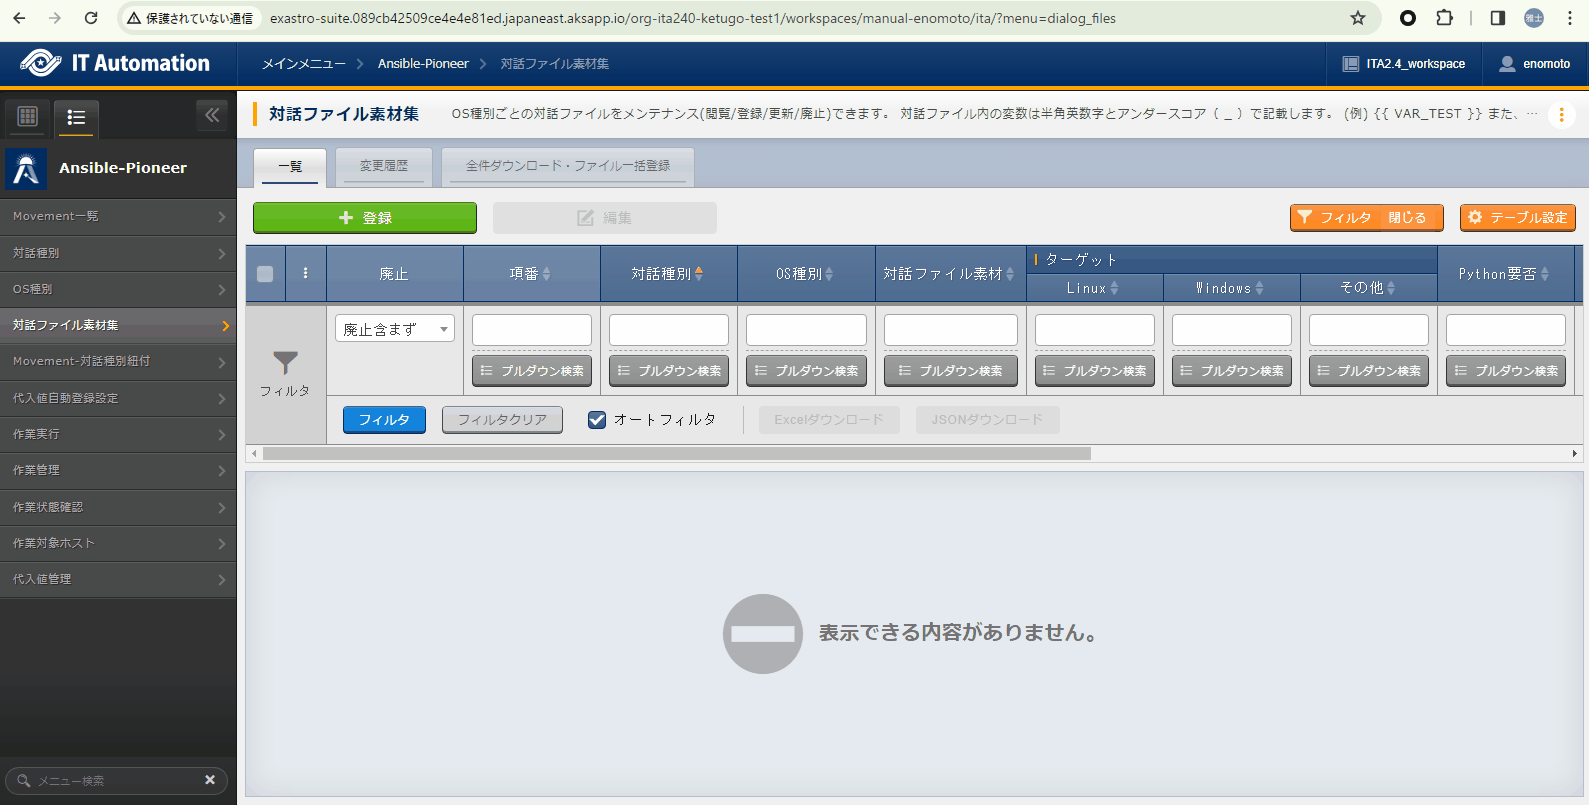 保護されていない通信
exastro-suite.089cb42509ce4e4e81ed.japaneast.aksapp.io/org-ita240-ketugo-test1/workspaces/manual-enomoto/ita/?menu=dialog_files
雅士
IT Automation
メインメニュー
Ansible-Pioneer
対話ファイル素材集
ITA2.4_workspace
enomoto
Ansible-Pioneer
Movement一覧
対話種別
OS種別
対話ファイル素材集
Movement-対話種別紐付
代入値自動登録設定
作業実行
作業管理
作業状態確認
作業対象ホスト
代入値管理
メニュー検索
対話ファイル素材集
OS種別ごとの対話ファイルをメンテナンス(閲覧/登録/更新/廃止)できます。 対話ファイル内の変数は半角英数字とアンダースコア（ _ ）で記載します。 (例) {{ VAR_TEST }} また、…
一覧
変更履歴
全件ダウンロード・ファイル一括登録
登録
編集
フィルタ 閉じる
テーブル設定
廃止
項番
対話種別
OS種別
対話ファイル素材
ターゲット
Linux
Windows
その他
Python要否
フィルタ
廃止含まず
プルダウン検索
プルダウン検索
プルダウン検索
プルダウン検索
プルダウン検索
プルダウン検索
プルダウン検索
プルダウン検索
フィルタ
フィルタクリア
オートフィルタ
Excelダウンロード
JSONダウンロード
表示できる内容がありません。